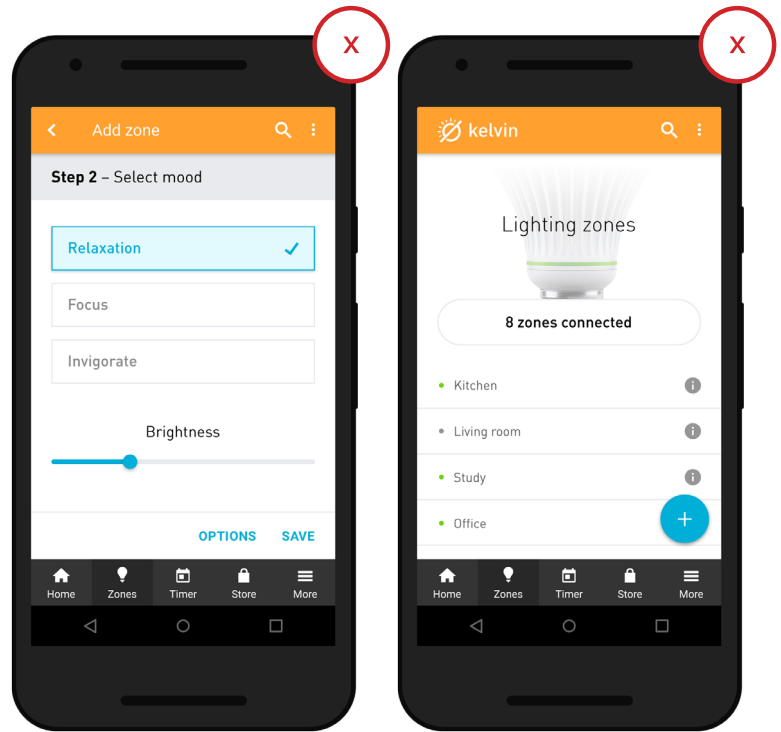 X
Add zone
Step 2 – Select mood
Relaxation
Focus
Invigorate
Brightness
OPTIONS SAVE
Home Zones Timer Store More
X
kelvin
Lighting zones
8 zones connected
Kitchen
Living room
Study
Office
+
Home Zones Timer Store More